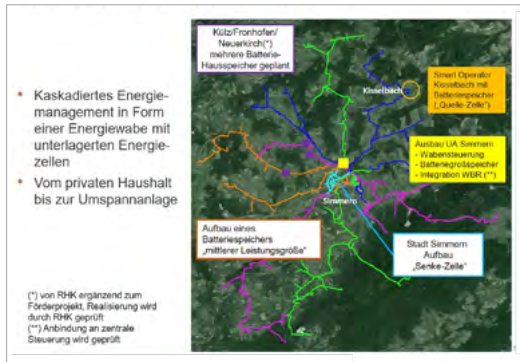 • Kaskadiertes Energie-
management in Form
einer Energiewabe mit
unterlagerten Energie-
zellen
• Vom privaten Haushalt
bis zur Umspannanlage
(*) von RHK ergänzend zum
Förderprojekt, Realisierung wird
durch RHK geprüft
(**) Anbindung an zentrale
Steuerung wird geprüft
Külz/Fronhofen/
Neuerkirch(*)
mehrere Batterie-
Hausspeicher geplant
Kisselbach
Smart Operator
Kisselbach mit
Batteriespeicher
(„Quelle-Zelle“)
Ausbau UA Simmern
- Wabensteuerung
- Batteriegroßspeicher
- Integration WBR (**)
Simmern
Aufbau eines
Batteriespeichers
„mittlerer Leistungsgröße“
Stadt Simmern
Aufbau
„Senke-Zelle“